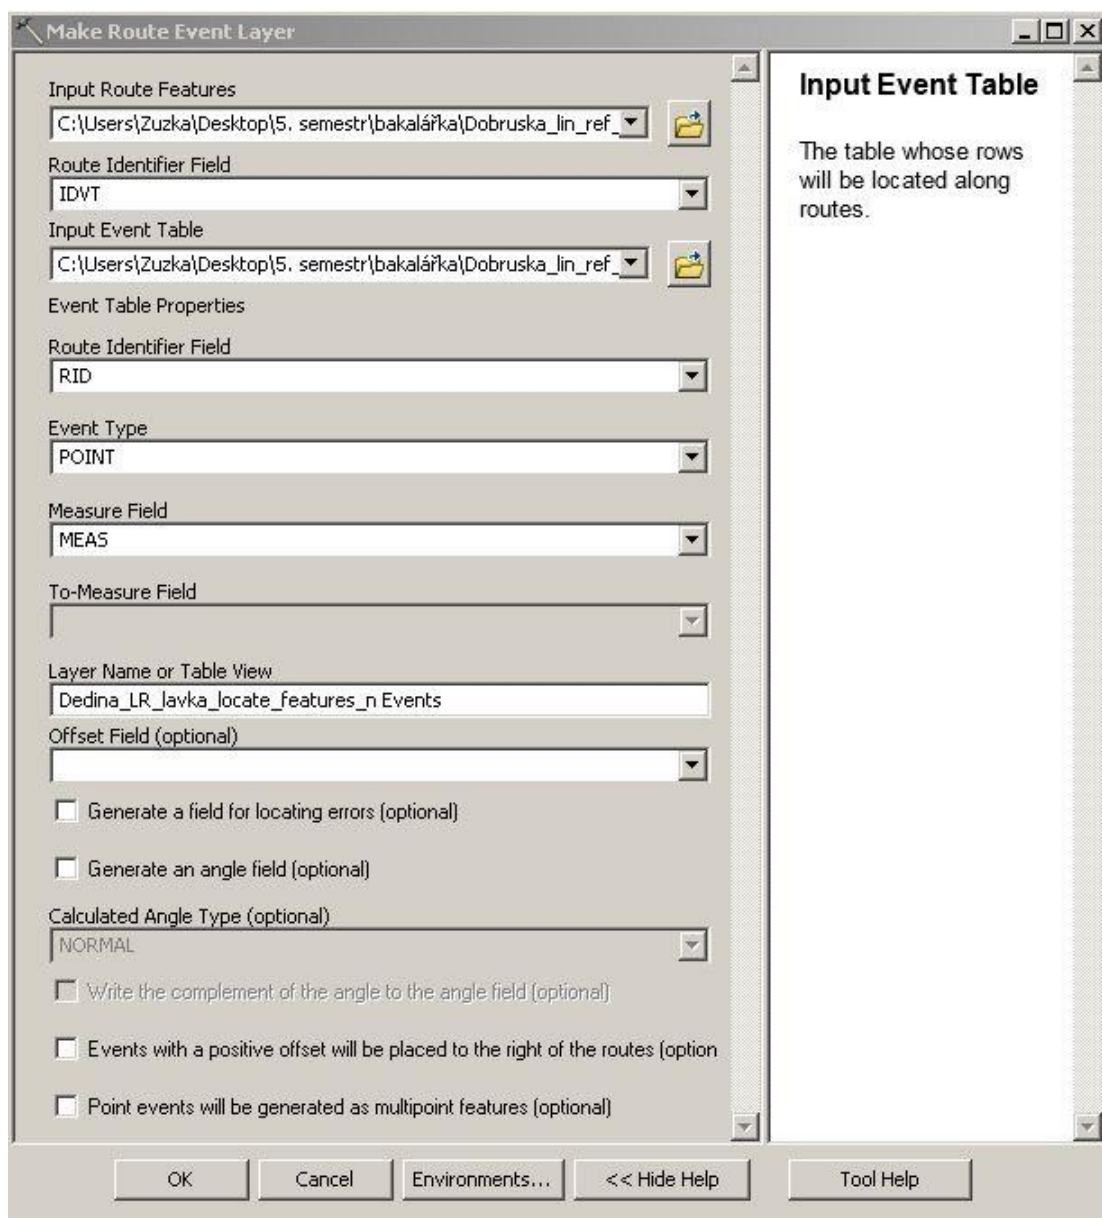 Make Route Event Layer
Input Route Features
C:\Users\Zuzka\Desktop\5. semestr\bakalářka\Dobruska_lin_ref_
Route Identifier Field
IDVT
Input Event Table
C:\Users\Zuzka\Desktop\5. semestr\bakalářka\Dobruska_lin_ref_
Event Table Properties
Route Identifier Field
RID
Event Type
POINT
Measure Field
MEAS
To-Measure Field
Layer Name or Table View
Dedina_LR_lavka_locate_features_n Events
Offset Field (optional)
Generate a field for locating errors (optional)
Generate an angle field (optional)
Calculated Angle Type (optional)
NORMAL
Write the complement of the angle to the angle field (optional)
Events with a positive offset will be placed to the right of the routes (option
Point events will be generated as multipoint features (optional)
Input Event Table
The table whose rows
will be located along
routes.
OK
Cancel
Environments...
<< Hide Help
Tool Help